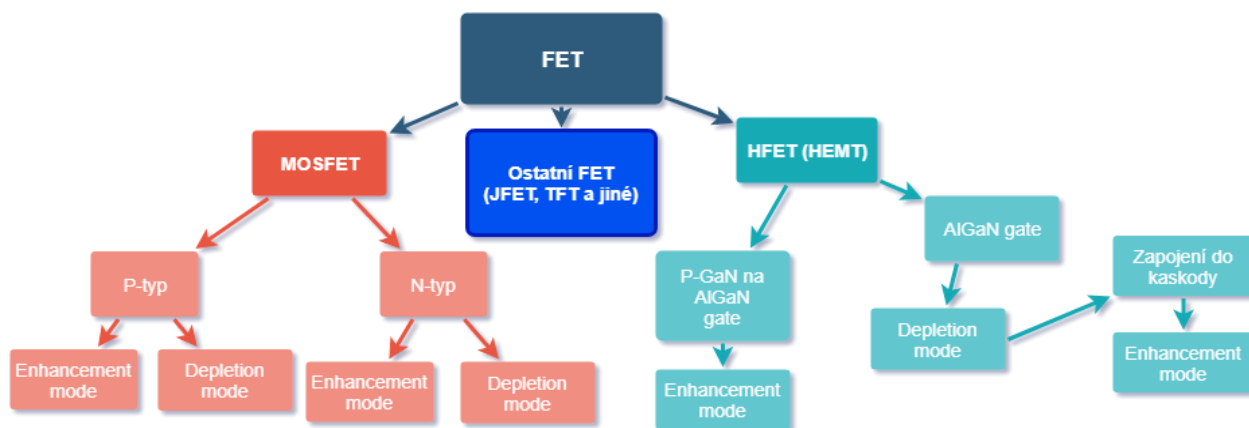 FET
MOSFET
Ostatní FET
(JFET, TFT a jiné)
HFET (HEMT)
P-typ
N-typ
P-GaN na
AlGaN
gate
AlGaN gate
Zapojení do
kaskody
Enhancement
mode
Depletion
mode
Enhancement
mode
Depletion
mode
Enhancement
mode
Depletion
mode
Enhancement
mode